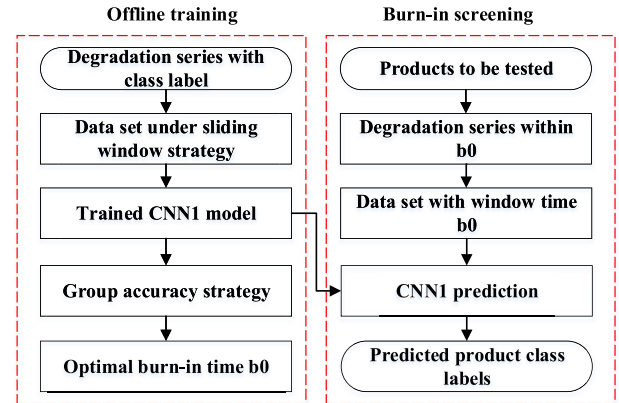 Offline training
Degradation series with
class label
Data set under sliding
window strategy
Trained CNN1 model
Group accuracy strategy
Optimal burn-in time b0
Burn-in screening
Products to be tested
Degradation series within
b0
Data set with window time
b0
CNN1 prediction
Predicted product class
labels